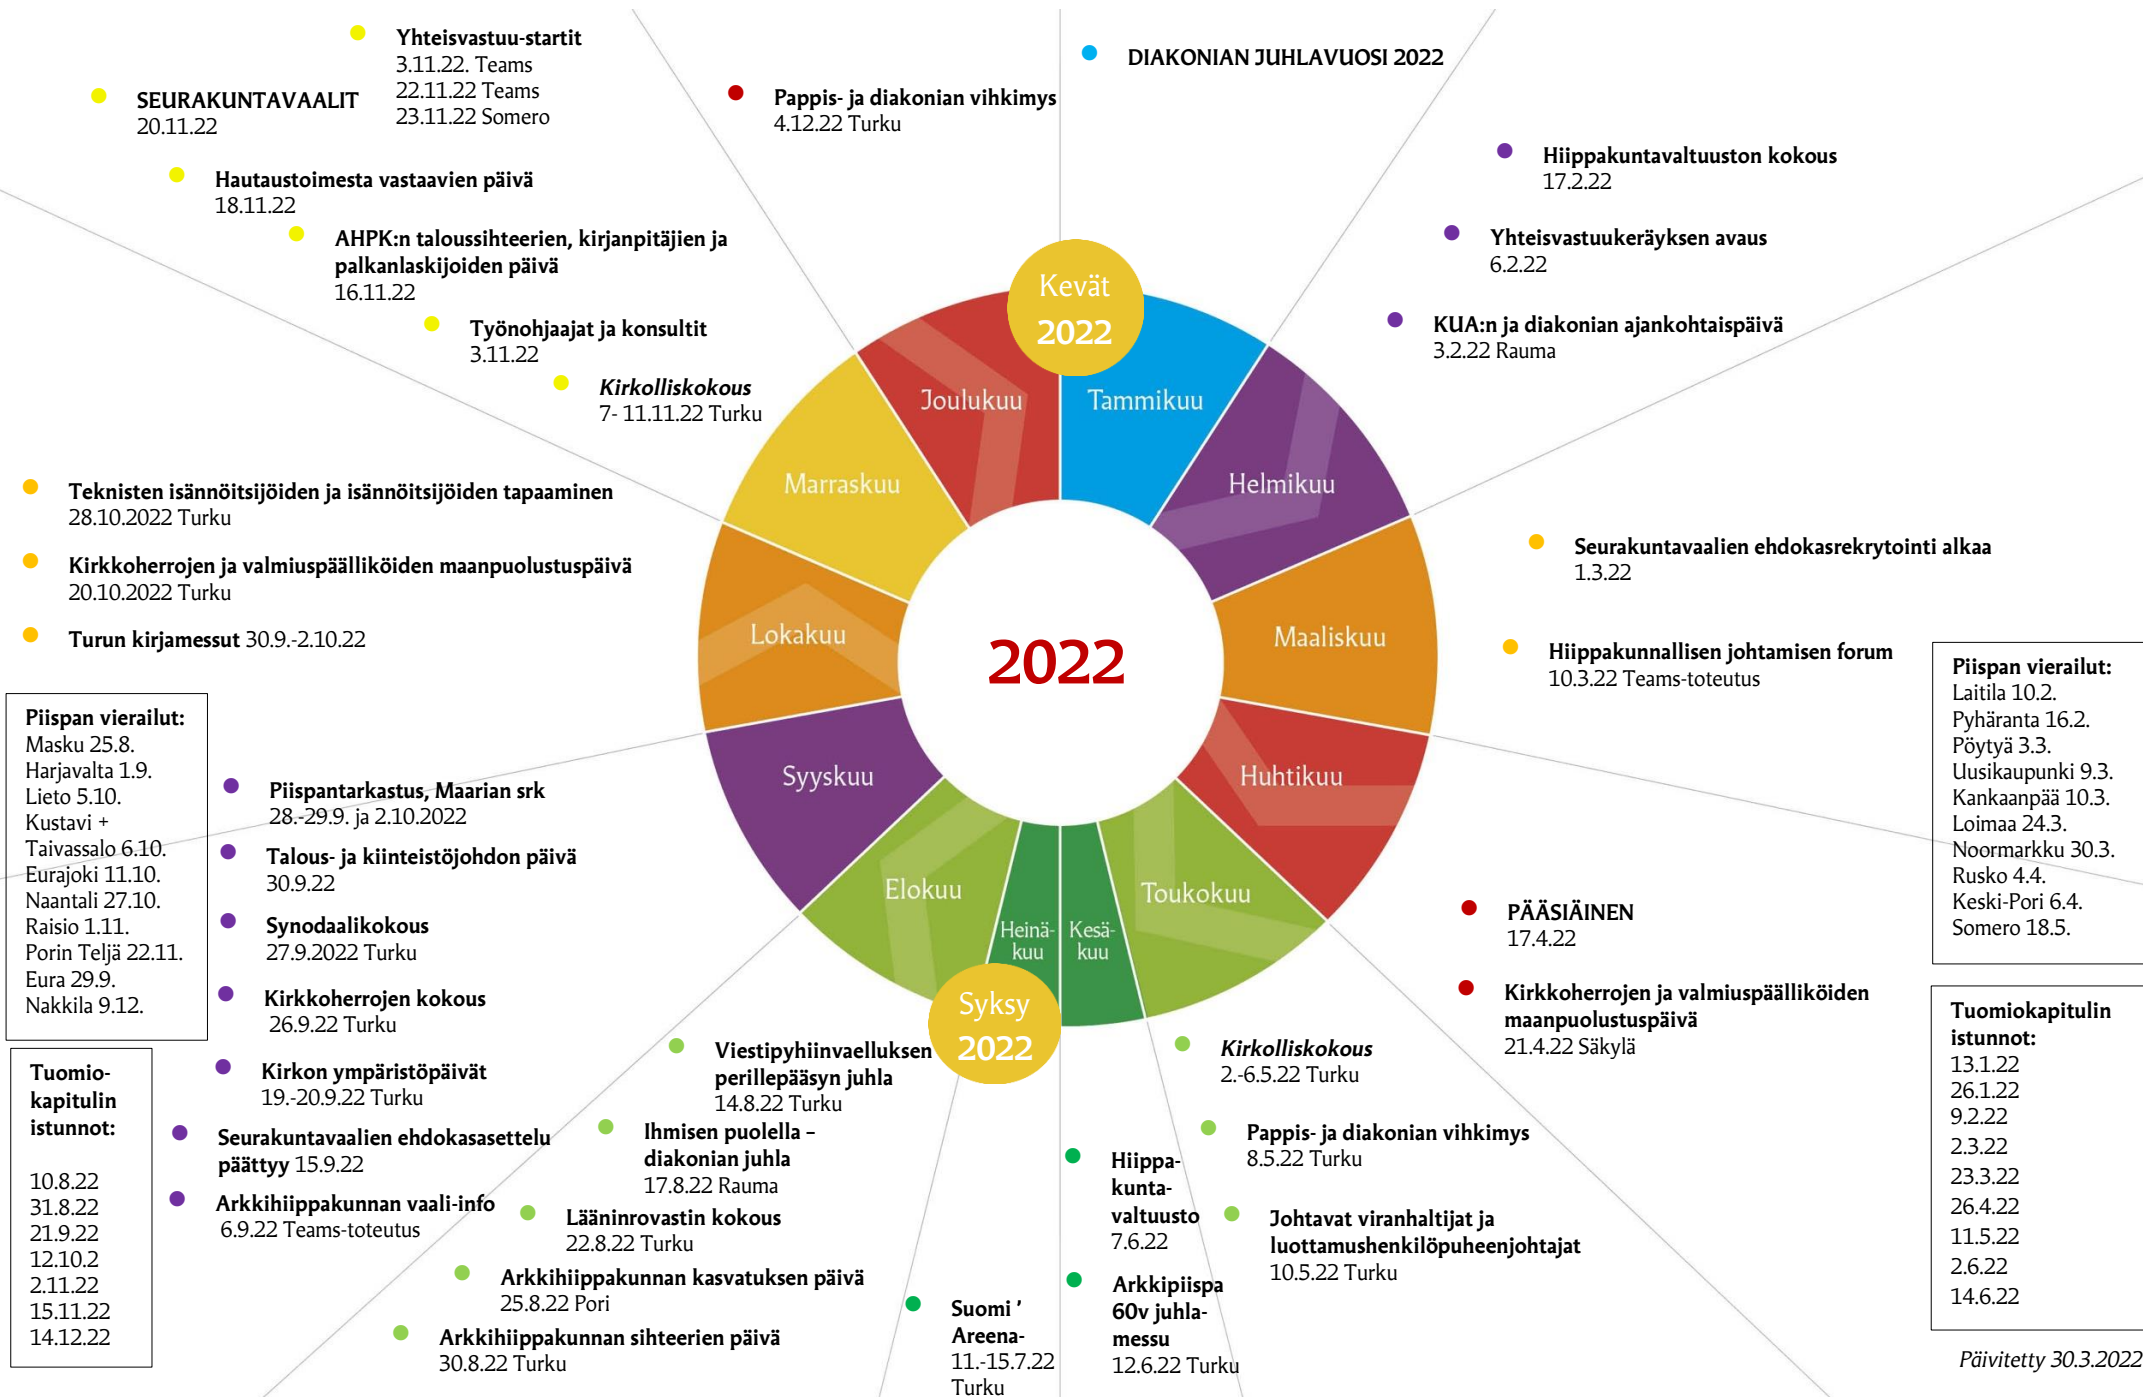 DIAKONIAN JUHLAVUOSI 2022
Hiippakuntavaltuuston kokous
17.2.22
Yhteisvastuukeräyksen avaus
6.2.22
KUA:n ja diakonian ajankohtaispäivä
3.2.22 Rauma
Seurakuntavaalien ehdokasrekrytointi alkaa
1.3.22
Hiippakunnallisen johtamisen forum
10.3.22 Teams-toteutus
Piispan vierailut:
Laitila 10.2.
Pyhäranta 16.2.
Pöytyä 3.3.
Uusikaupunki 9.3.
Kankaanpää 10.3.
Loimaa 24.3.
Noormarkku 30.3.
Rusko 4.4.
Keski-Pori 6.4.
Somero 18.5.
PÄÄSIÄINEN
17.4.22
Kirkkoherrojen ja valmiuspäälliköiden
maanpuolustuspäivä
21.4.22 Säkylä
Tuomiokapitulin
istunnot:
13.1.22
26.1.22
9.2.22
2.3.22
23.3.22
26.4.22
11.5.22
2.6.22
14.6.22
Päivitetty 30.3.2022
Kirkolliskokous
2.-6.5.22 Turku
Pappis- ja diakonian vihkimys
8.5.22 Turku
Johtavat viranhaltijat ja
luottamushenkilöpuheenjohtajat
10.5.22 Turku
Hiippa-
kunta-
valtuusto
7.6.22
Arkkipiispa
60v juhla-
messu
12.6.22 Turku
Suomi '
Areena-
11.-15.7.22
Turku
Viestipyhiinvaelluksen
perillepääsyn juhla
14.8.22 Turku
Ihmisen puolella –
diakonian juhla
17.8.22 Rauma
Lääninrovastin kokous
22.8.22 Turku
Arkkihiippakunnan kasvatuksen päivä
25.8.22 Pori
Arkkihiippakunnan sihteerien päivä
30.8.22 Turku
Piispantarkastus, Maarian srk
28.-29.9. ja 2.10.2022
Talous- ja kiinteistöjohdon päivä
30.9.22
Synodaalikokous
27.9.2022 Turku
Kirkkoherrojen kokous
26.9.22 Turku
Kirkon ympäristöpäivät
19.-20.9.22 Turku
Seurakuntavaalien ehdokasasettelu
päättyy 15.9.22
Arkkihiippakunnan vaali-info
6.9.22 Teams-toteutus
Piispan vierailut:
Masku 25.8.
Harjavalta 1.9.
Lieto 5.10.
Kustavi +
Taivassalo 6.10.
Eurajoki 11.10.
Naantali 27.10.
Raisio 1.11.
Porin Teljä 22.11.
Eura 29.9.
Nakkila 9.12.
Tuomio-
kapitulin
istunnot:
10.8.22
31.8.22
21.9.22
12.10.2
2.11.22
15.11.22
14.12.22
Teknisten isännöitsijöiden ja isännöitsijöiden tapaaminen
28.10.2022 Turku
Kirkkoherrojen ja valmiuspäälliköiden maanpuolustuspäivä
20.10.2022 Turku
Turun kirjamessut 30.9.-2.10.22
Yhteisvastuu-startit
3.11.22. Teams
22.11.22 Teams
23.11.22 Somero
SEURAKUNTAVAALIT
20.11.22
Hautaustoimesta vastaavien päivä
18.11.22
AHPK:n taloussihteerien, kirjanpitäjien ja
palkanlaskijoiden päivä
16.11.22
Työnohjaajat ja konsultit
3.11.22
Kirkolliskokous
7- 11.11.22 Turku
Pappis- ja diakonian vihkimys
4.12.22 Turku
Kevät
2022
Tammikuu
Helmikuu
Maaliskuu
Huhtikuu
Toukokuu
Kesä-
kuu
Heinä-
kuu
Syksy
2022
Elokuu
Syyskuu
Lokakuu
Marraskuu
Joulukuu
2022